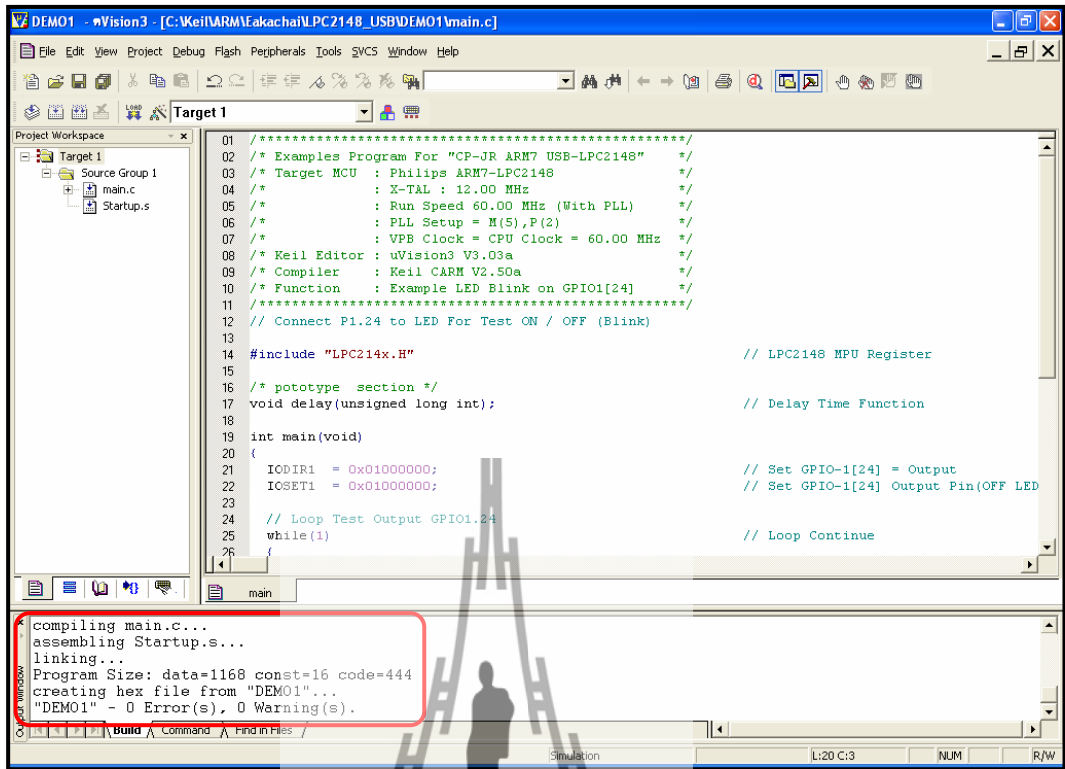 DEMO1 - µVision3 - [C:\Keil\ARM\Eakachai\LPC2148_USB\DEMO1\main.c]
File Edit View Project Debug Flash Peripherals Tools SVCS Window Help
LOAD Target 1
Project Workspace
Target 1
Source Group 1
main.c
Startup.s
01 /****************************************************/
02 /* Examples Program For "CP-JR ARM7 USB-LPC2148" */
03 /* Target MCU : Philips ARM7-LPC2148 */
04 /* : X-TAL : 12.00 MHz */
05 /* : Run Speed 60.00 MHz (With PLL) */
06 /* : PLL Setup = M(5),P(2) */
07 /* : VPB Clock = CPU Clock = 60.00 MHz */
08 /* Keil Editor : uVision3 V3.03a */
09 /* Compiler : Keil CARM V2.50a */
10 /* Function : Example LED Blink on GPIO1[24] */
11 /****************************************************/
12 // Connect P1.24 to LED For Test ON / OFF (Blink)
13
14 #include "LPC214x.H" // LPC2148 MPU Register
15
16 /* pototype section */
17 void delay(unsigned long int); // Delay Time Function
18
19 int main(void)
20 {
21 IODIR1 = 0x01000000; // Set GPIO-1[24] = Output
22 IOSET1 = 0x01000000; // Set GPIO-1[24] Output Pin(OFF LED
23
24 // Loop Test Output GPIO1.24
25 while(1) // Loop Continue
26 {
main
compiling main.c...
assembling Startup.s...
linking...
Program Size: data=1168 const=16 code=444
creating hex file from "DEMO1"...
"DEMO1" - 0 Error(s), 0 Warning(s).
Output Window
Build Command Find in Files
Simulation L:20 C:3 NUM R/W